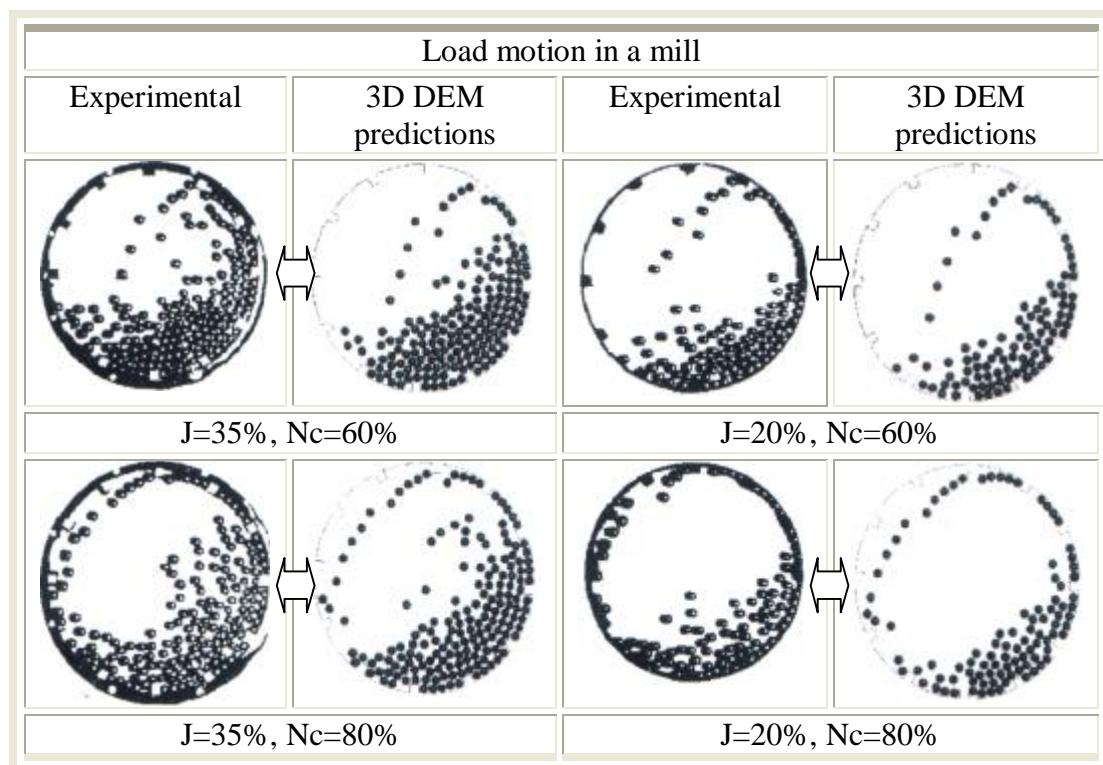 Load motion in a mill
Experimental
3D DEM
predictions
Experimental
3D DEM
predictions
J=35%, Nc=60%
J=20%, Nc=60%
J=35%, Nc=80%
J=20%, Nc=80%